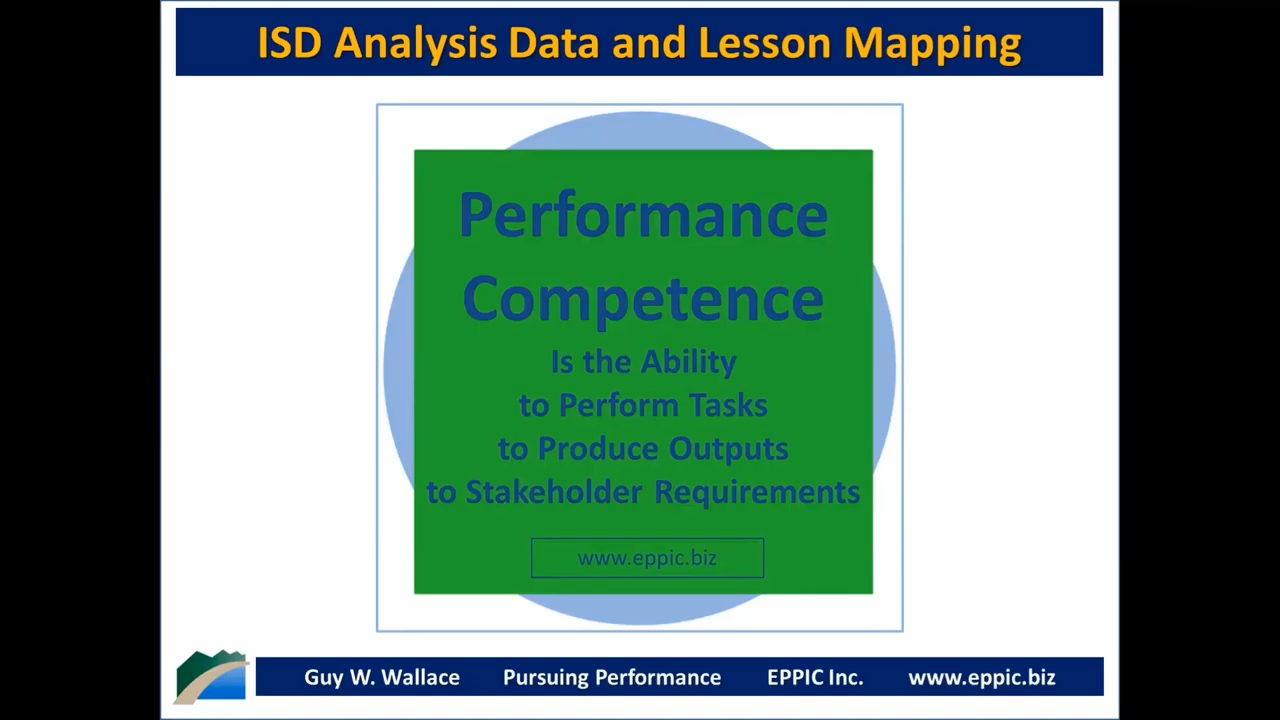 ISD Analysis Data and Lesson Mapping
Performance
Competence
Is the Ability
to Perform Tasks
to Produce Outputs
to Stakeholder Requirements
www.eppic.biz
Guy W. Wallace Pursuing Performance EPPIC Inc. www.eppic.biz